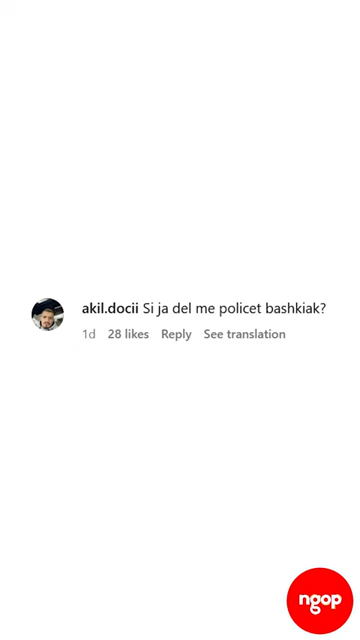 akil.docii Si ja del me policet bashkiak?
1d 28 likes Reply See translation
ngop